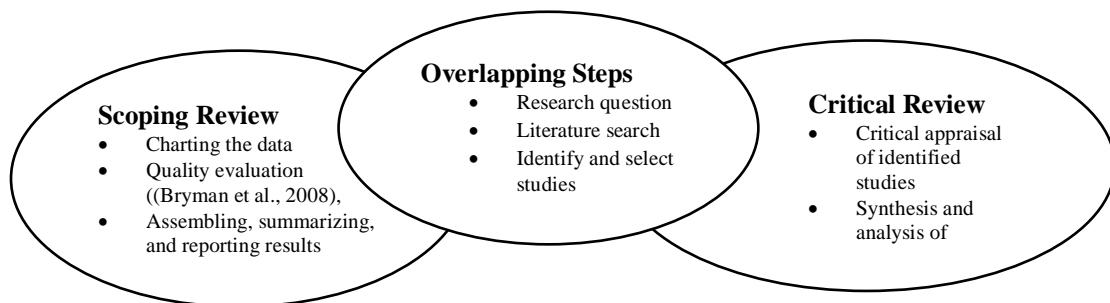 Scoping Review
• Charting the data
• Quality evaluation
((Bryman et al., 2008),
• Assembling, summarizing,
and reporting results
Overlapping Steps
• Research question
• Literature search
• Identify and select
studies
Critical Review
• Critical appraisal
of identified
studies
• Synthesis and
analysis of